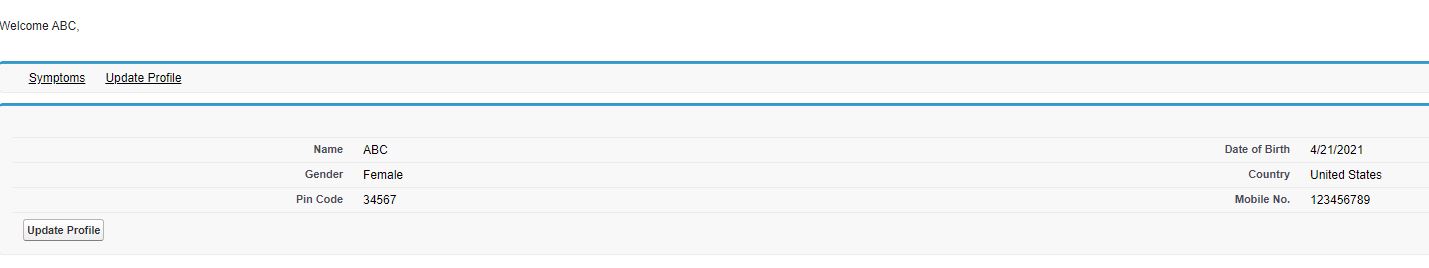 Welcome ABC,
Symptoms Update Profile
Name ABC Date of Birth 4/21/2021
Gender Female Country United States
Pin Code 34567 Mobile No. 123456789
Update Profile